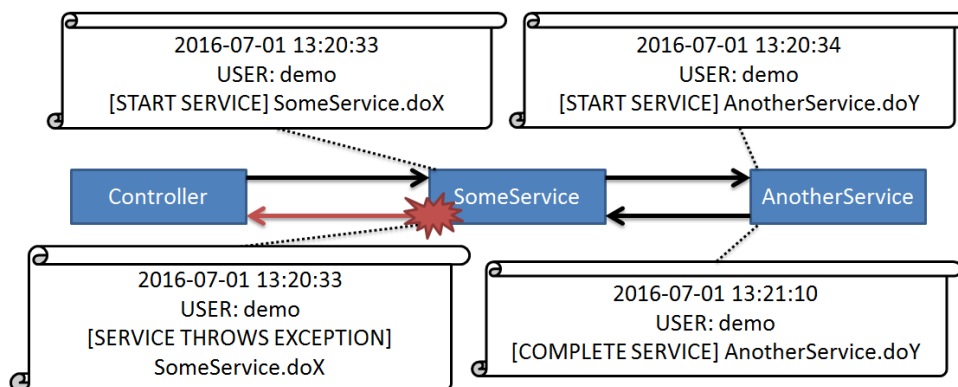 2016-07-01 13:20:33
USER: demo
[START SERVICE] SomeService.doX
2016-07-01 13:20:34
USER: demo
[START SERVICE] AnotherService.doY
Controller
SomeService
AnotherService
2016-07-01 13:20:33
USER: demo
[SERVICE THROWS EXCEPTION]
SomeService.doX
2016-07-01 13:21:10
USER: demo
[COMPLETE SERVICE] AnotherService.doY